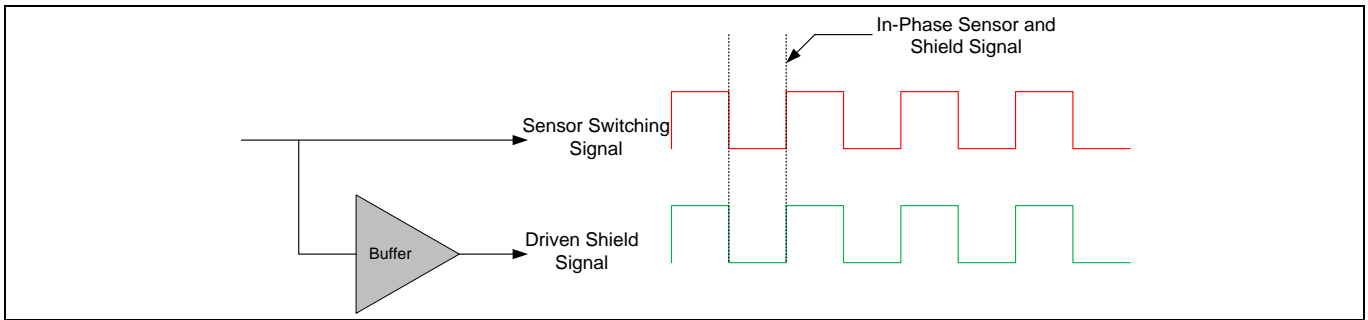 In-Phase Sensor and
Shield Signal
Sensor Switching
Signal
Buffer
Driven Shield
Signal